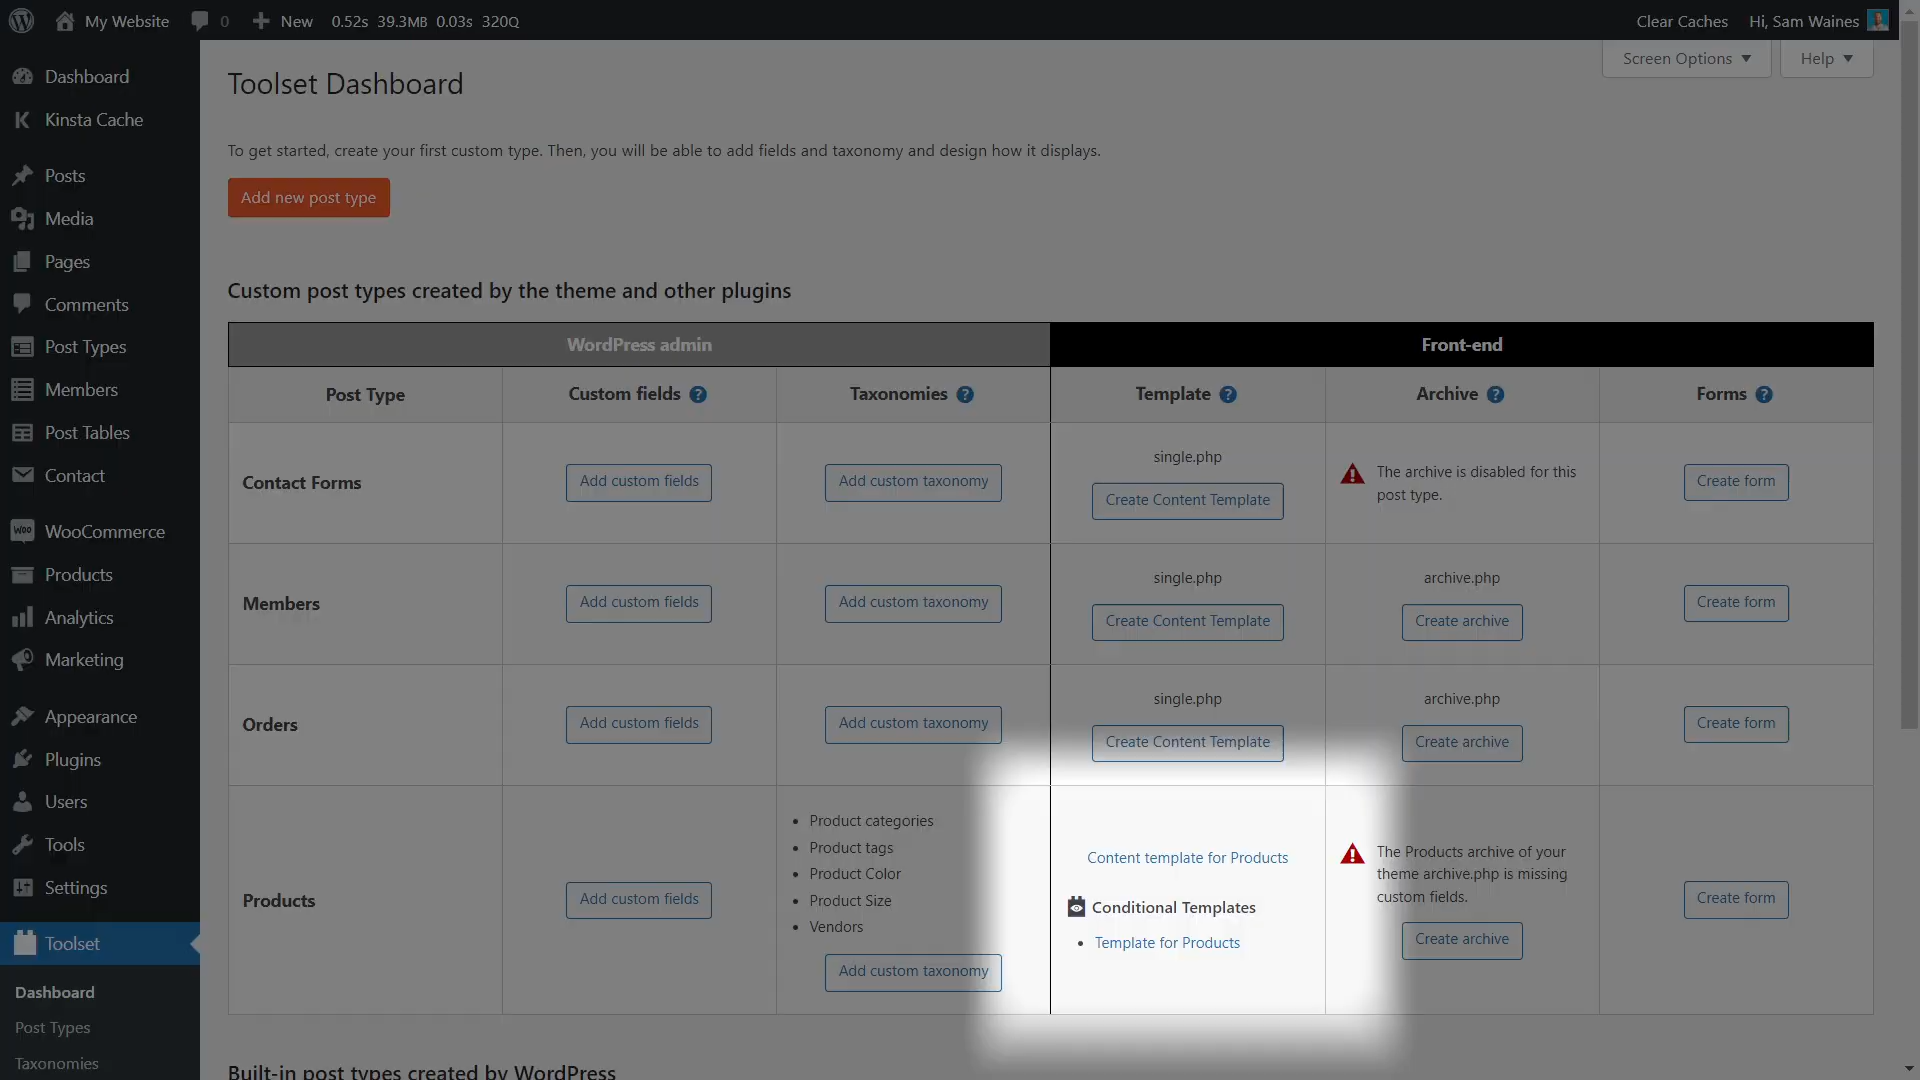 My Website
0
New
0.52s 39.3MB 0.03s 320Q
Clear Caches
Hi, Sam Waines
Dashboard
Kinsta Cache
Posts
Media
Pages
Comments
Post Types
Members
Post Tables
Contact
WooCommerce
Products
Analytics
Marketing
Appearance
Plugins
Users
Tools
Settings
Toolset
Dashboard
Post Types
Taxonomies
Screen Options
Help
Toolset Dashboard
To get started, create your first custom type. Then, you will be able to add fields and taxonomy and design how it displays.
Add new post type
Custom post types created by the theme and other plugins
WordPress admin
Front-end
Post Type
Custom fields ?
Taxonomies ?
Template ?
Archive ?
Forms ?
Contact Forms
Add custom fields
Add custom taxonomy
single.php
Create Content Template
The archive is disabled for this
post type.
Create form
Members
Add custom fields
Add custom taxonomy
single.php
Create Content Template
archive.php
Create archive
Create form
Orders
Add custom fields
Add custom taxonomy
single.php
Create Content Template
archive.php
Create archive
Create form
Products
Add custom fields
• Product categories
• Product tags
• Product Color
• Product Size
• Vendors
Add custom taxonomy
Content template for Products
Conditional Templates
• Template for Products
The Products archive of your
theme archive.php is missing
custom fields.
Create archive
Create form
Built-in post types created by WordPress